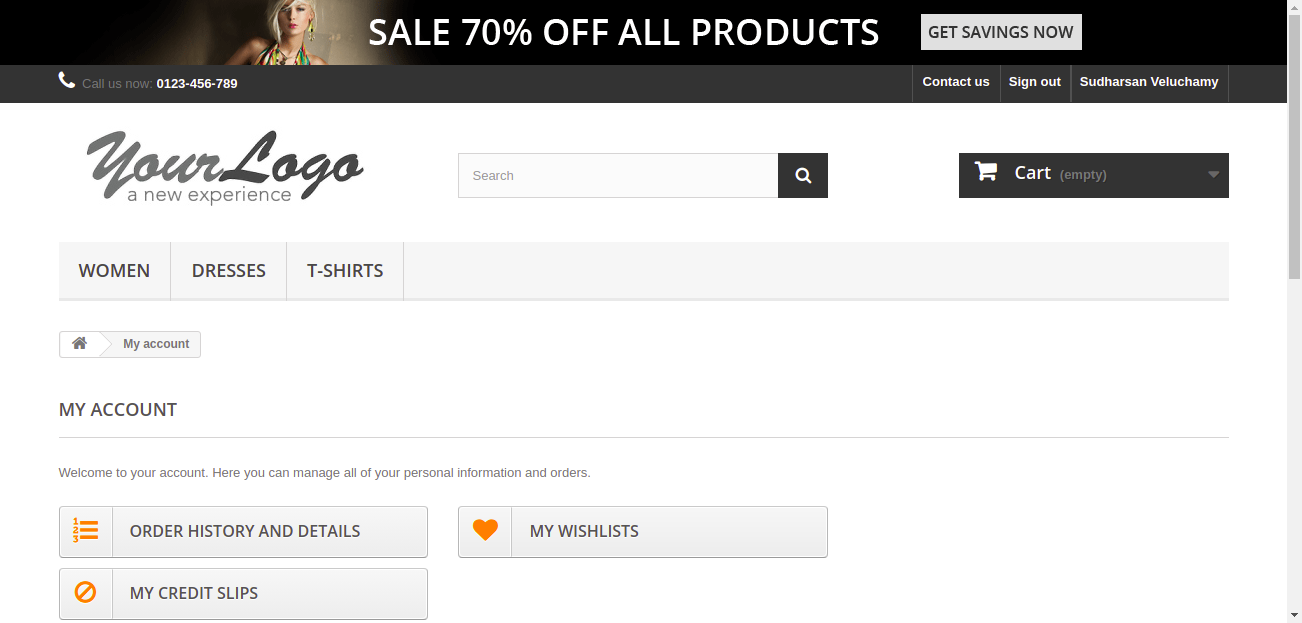 SALE 70% OFF ALL PRODUCTS
GET SAVINGS NOW
Call us now: 0123-456-789
Contact us
Sign out
Sudharsan Veluchamy
YourLogo
a new experience
Search
Cart (empty)
WOMEN
DRESSES
T-SHIRTS
My account
MY ACCOUNT
Welcome to your account. Here you can manage all of your personal information and orders.
1
2
3
ORDER HISTORY AND DETAILS
MY WISHLISTS
MY CREDIT SLIPS